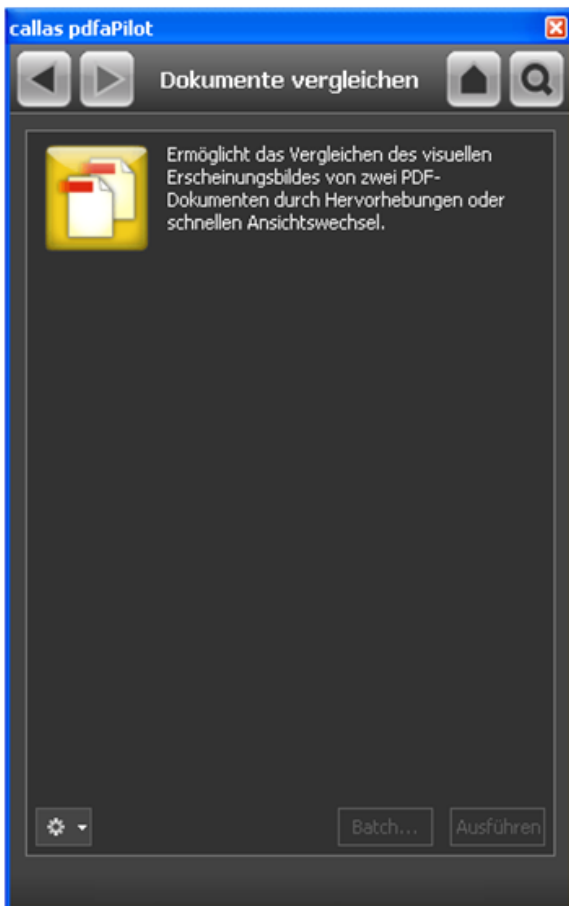 callas pdfaPilot
Dokumente vergleichen
Ermöglicht das Vergleichen des visuellen
Erscheinungsbildes von zwei PDF-
Dokumenten durch Hervorhebungen oder
schnellen Ansichtswechsel.
Batch...
Ausführen